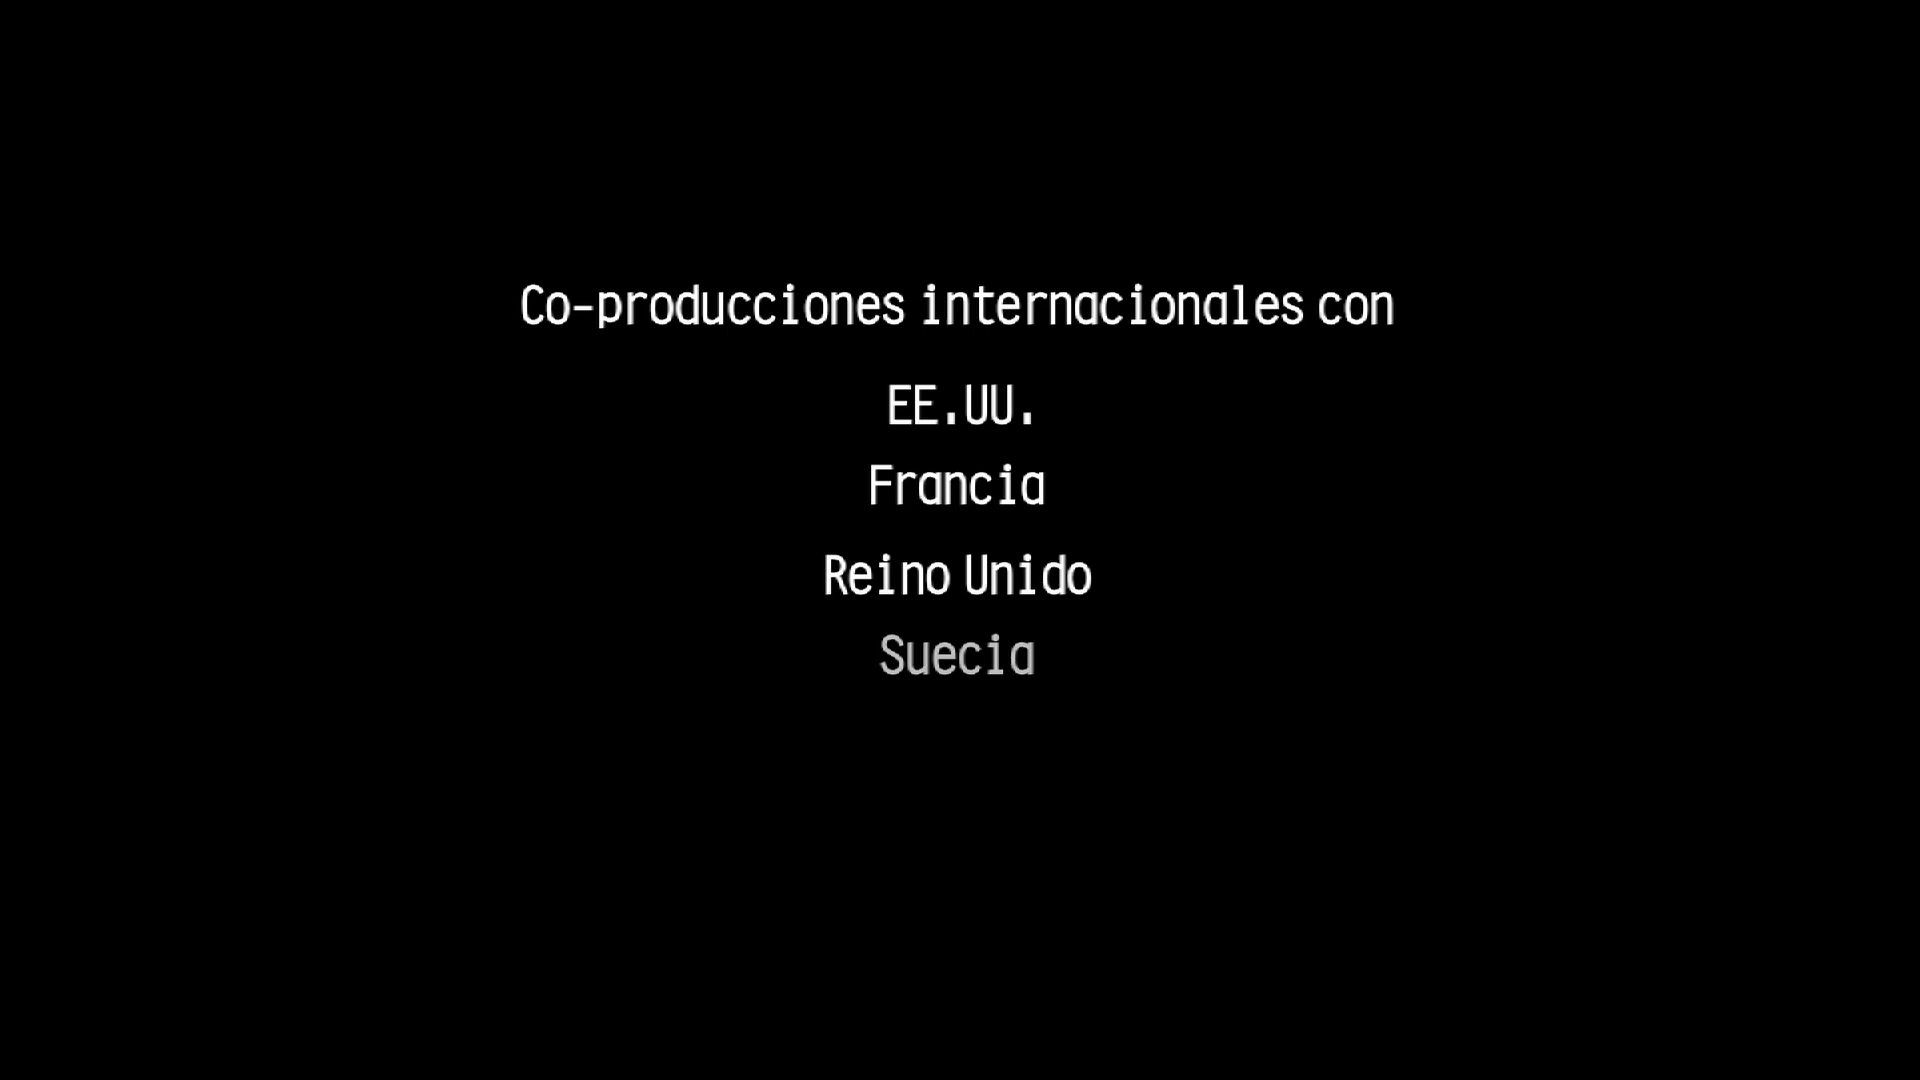 Co-producciones internacionales con
EE.UU.
Francia
Reino Unido
Suecia